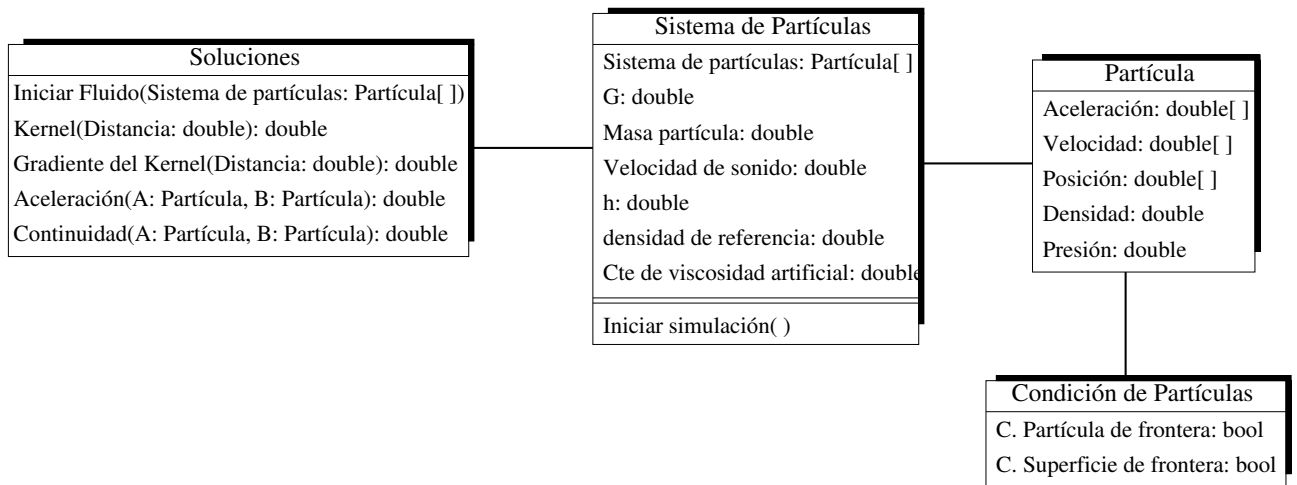 Soluciones
Iniciar Fluido(Sistema de partículas: Partícula[ ])
Kernel(Distancia: double): double
Gradiente del Kernel(Distancia: double): double
Aceleración(A: Partícula, B: Partícula): double
Continuidad(A: Partícula, B: Partícula): double
Sistema de Partículas
Sistema de partículas: Partícula[ ]
G: double
Masa partícula: double
Velocidad de sonido: double
h: double
densidad de referencia: double
Cte de viscosidad artificial: double
Iniciar simulación( )
Partícula
Aceleración: double[ ]
Velocidad: double[ ]
Posición: double[ ]
Densidad: double
Presión: double
Condición de Partículas
C. Partícula de frontera: bool
C. Superficie de frontera: bool